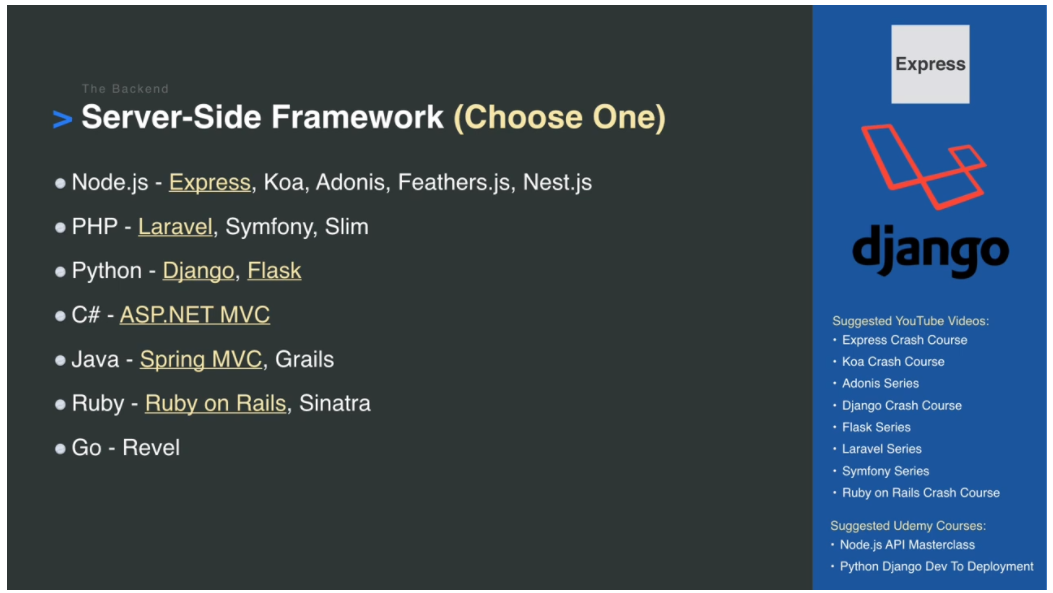 The Backend
> Server-Side Framework (Choose One)
• Node.js - Express, Koa, Adonis, Feathers.js, Nest.js
• PHP - Laravel, Symfony, Slim
• Python - Django, Flask
• C# - ASP.NET MVC
• Java - Spring MVC, Grails
• Ruby - Ruby on Rails, Sinatra
• Go - Revel
Express
django
Suggested YouTube Videos:
• Express Crash Course
• Koa Crash Course
• Adonis Series
• Django Crash Course
• Flask Series
• Laravel Series
• Symfony Series
• Ruby on Rails Crash Course
Suggested Udemy Courses:
• Node.js API Masterclass
• Python Django Dev To Deployment